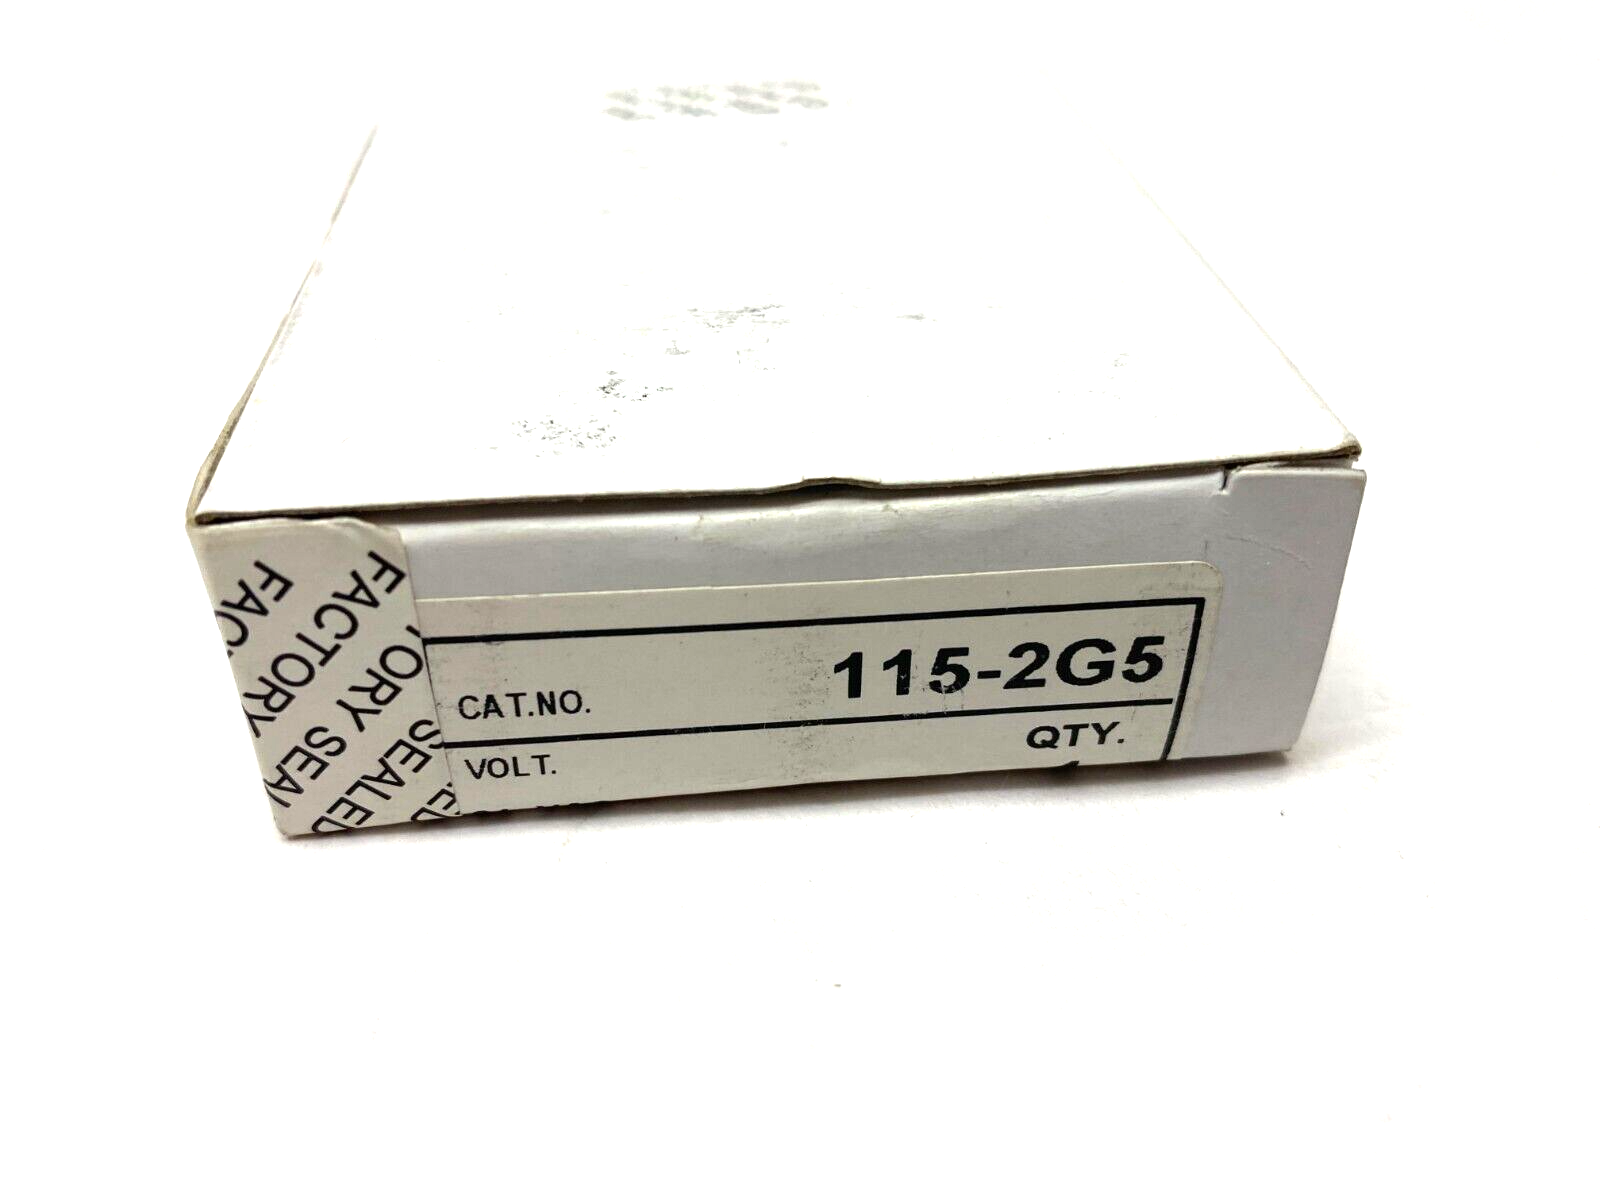 CAT.NO. 115-2G5
VOLT. QTY.
FACTORY SEALED
FACTORY SEALED